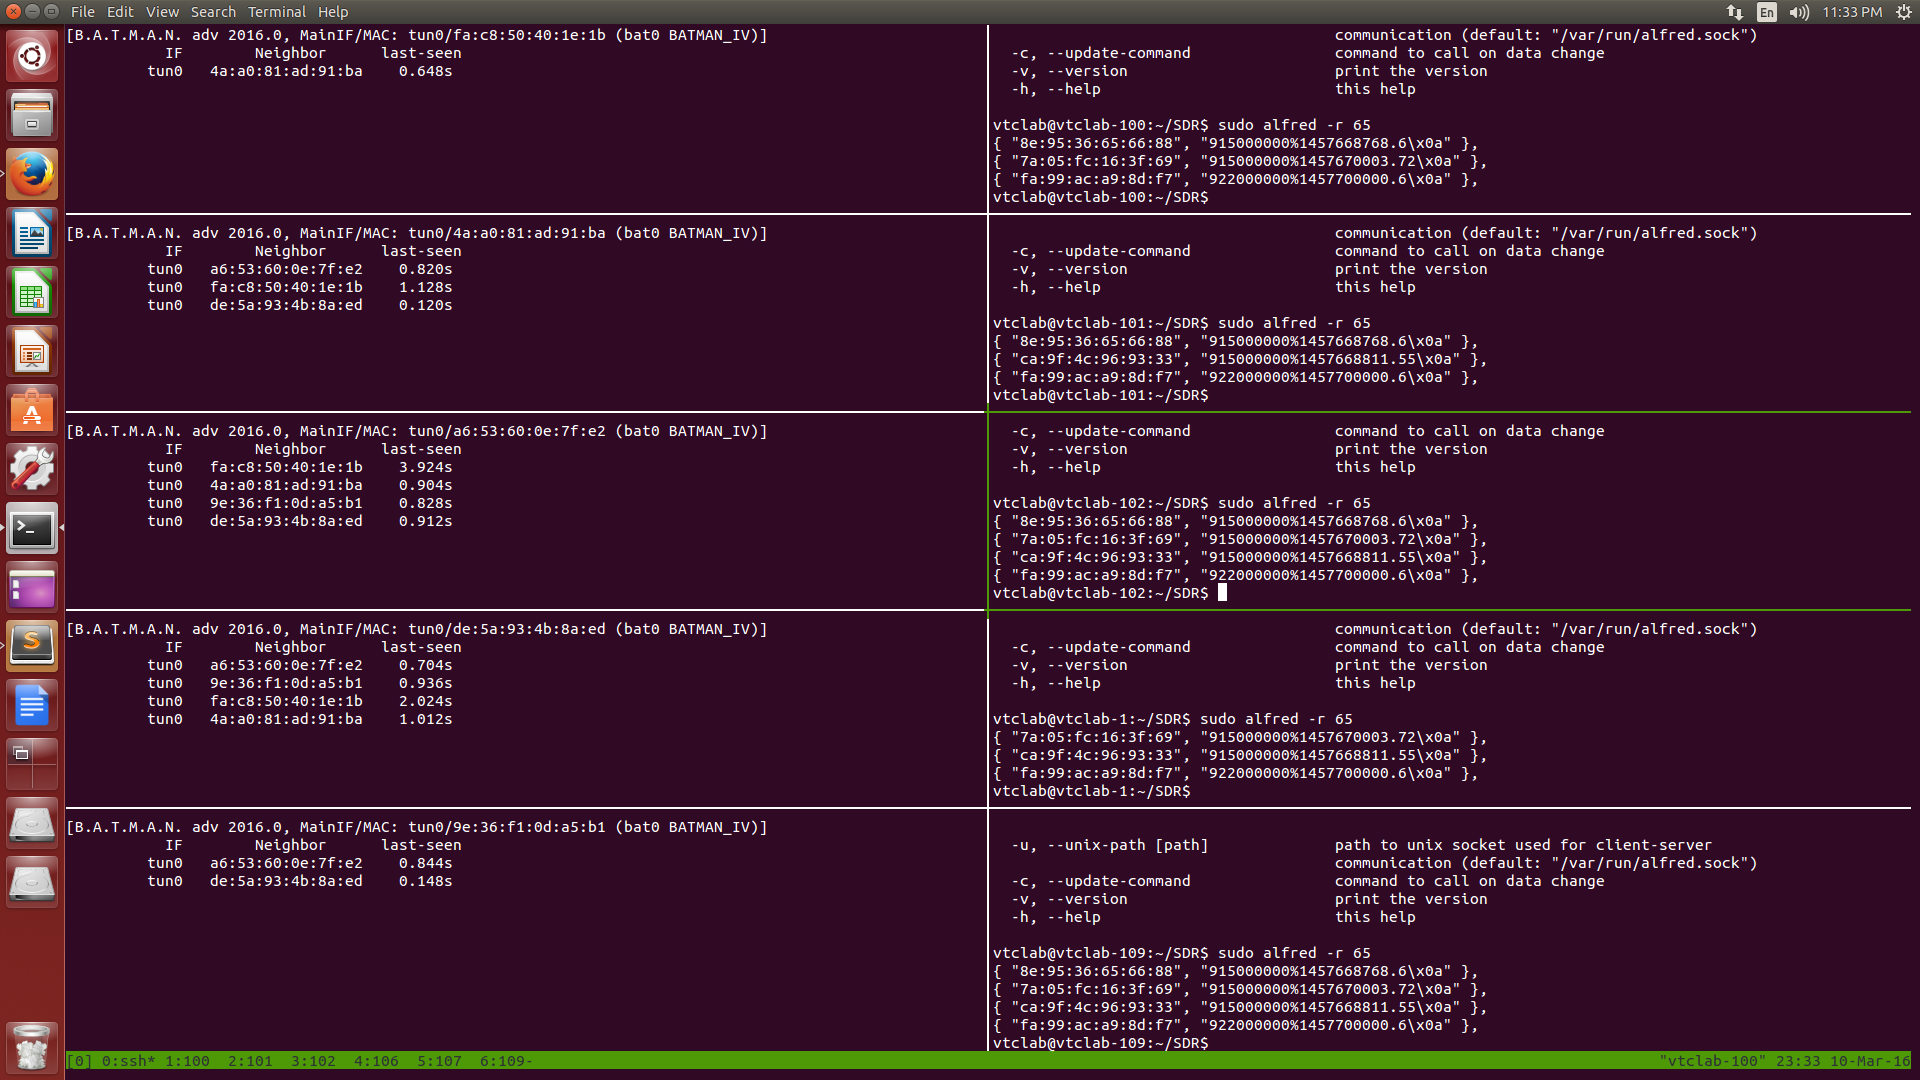 File Edit View Search Terminal Help
En 11:33 PM
[B.A.T.M.A.N. adv 2016.0, MainIF/MAC: tun0/fa:c8:50:40:1e:1b (bat0 BATMAN_IV)]
IF Neighbor last-seen
tun0 4a:a0:81:ad:91:ba 0.648s
communication (default: "/var/run/alfred.sock")
-c, --update-command command to call on data change
-v, --version print the version
-h, --help this help
vtclab@vtclab-100:~/SDR$ sudo alfred -r 65
{ "8e:95:36:65:66:88", "915000000%1457668768.6\x0a" },
{ "7a:05:fc:16:3f:69", "915000000%1457670003.72\x0a" },
{ "fa:99:ac:a9:8d:f7", "922000000%1457700000.6\x0a" },
vtclab@vtclab-100:~/SDR$
[B.A.T.M.A.N. adv 2016.0, MainIF/MAC: tun0/4a:a0:81:ad:91:ba (bat0 BATMAN_IV)]
IF Neighbor last-seen
tun0 a6:53:60:0e:7f:e2 0.820s
tun0 fa:c8:50:40:1e:1b 1.128s
tun0 de:5a:93:4b:8a:ed 0.120s
communication (default: "/var/run/alfred.sock")
-c, --update-command command to call on data change
-v, --version print the version
-h, --help this help
vtclab@vtclab-101:~/SDR$ sudo alfred -r 65
{ "8e:95:36:65:66:88", "915000000%1457668768.6\x0a" },
{ "ca:9f:4c:96:93:33", "915000000%1457668811.55\x0a" },
{ "fa:99:ac:a9:8d:f7", "922000000%1457700000.6\x0a" },
vtclab@vtclab-101:~/SDR$
[B.A.T.M.A.N. adv 2016.0, MainIF/MAC: tun0/a6:53:60:0e:7f:e2 (bat0 BATMAN_IV)]
IF Neighbor last-seen
tun0 fa:c8:50:40:1e:1b 3.924s
tun0 4a:a0:81:ad:91:ba 0.904s
tun0 9e:36:f1:0d:a5:b1 0.828s
tun0 de:5a:93:4b:8a:ed 0.912s
-c, --update-command command to call on data change
-v, --version print the version
-h, --help this help
vtclab@vtclab-102:~/SDR$ sudo alfred -r 65
{ "8e:95:36:65:66:88", "915000000%1457668768.6\x0a" },
{ "7a:05:fc:16:3f:69", "915000000%1457670003.72\x0a" },
{ "ca:9f:4c:96:93:33", "915000000%1457668811.55\x0a" },
{ "fa:99:ac:a9:8d:f7", "922000000%1457700000.6\x0a" },
vtclab@vtclab-102:~/SDR$
[B.A.T.M.A.N. adv 2016.0, MainIF/MAC: tun0/de:5a:93:4b:8a:ed (bat0 BATMAN_IV)]
IF Neighbor last-seen
tun0 a6:53:60:0e:7f:e2 0.704s
tun0 9e:36:f1:0d:a5:b1 0.936s
tun0 fa:c8:50:40:1e:1b 2.024s
tun0 4a:a0:81:ad:91:ba 1.012s
communication (default: "/var/run/alfred.sock")
-c, --update-command command to call on data change
-v, --version print the version
-h, --help this help
vtclab@vtclab-1:~/SDR$ sudo alfred -r 65
{ "7a:05:fc:16:3f:69", "915000000%1457670003.72\x0a" },
{ "ca:9f:4c:96:93:33", "915000000%1457668811.55\x0a" },
{ "fa:99:ac:a9:8d:f7", "922000000%1457700000.6\x0a" },
vtclab@vtclab-1:~/SDR$
[B.A.T.M.A.N. adv 2016.0, MainIF/MAC: tun0/9e:36:f1:0d:a5:b1 (bat0 BATMAN_IV)]
IF Neighbor last-seen
tun0 a6:53:60:0e:7f:e2 0.844s
tun0 de:5a:93:4b:8a:ed 0.148s
-u, --unix-path [path] path to unix socket used for client-server
communication (default: "/var/run/alfred.sock")
-c, --update-command command to call on data change
-v, --version print the version
-h, --help this help
vtclab@vtclab-109:~/SDR$ sudo alfred -r 65
{ "8e:95:36:65:66:88", "915000000%1457668768.6\x0a" },
{ "7a:05:fc:16:3f:69", "915000000%1457670003.72\x0a" },
{ "ca:9f:4c:96:93:33", "915000000%1457668811.55\x0a" },
{ "fa:99:ac:a9:8d:f7", "922000000%1457700000.6\x0a" },
vtclab@vtclab-109:~/SDR$
[0] 0:ssh* 1:100 2:101 3:102 4:106 5:107 6:109- "vtclab-100" 23:33 10-Mar-16